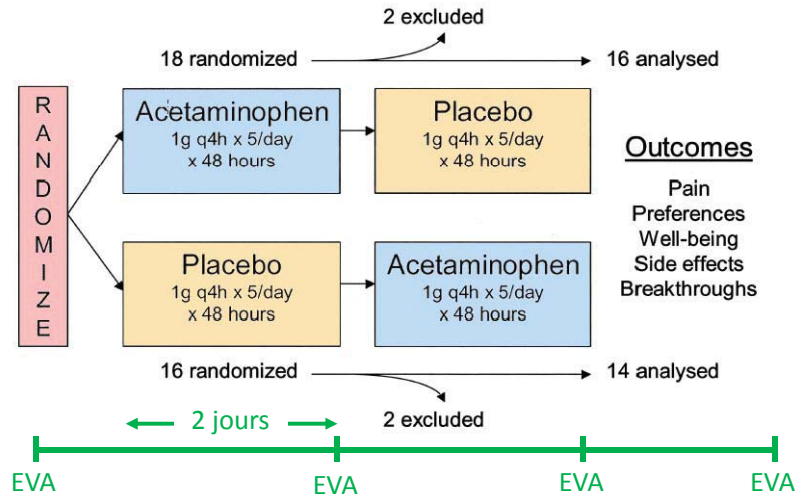 2 excluded
18 randomized
16 analysed
RANDOMIZE
Acetaminophen
1g q4h x 5/day
x 48 hours
Placebo
1g q4h x 5/day
x 48 hours
Outcomes
Pain
Preferences
Well-being
Side effects
Breakthroughs
Placebo
1g q4h x 5/day
x 48 hours
Acetaminophen
1g q4h x 5/day
x 48 hours
16 randomized
14 analysed
2 excluded
2 jours
EVA
EVA
EVA
EVA